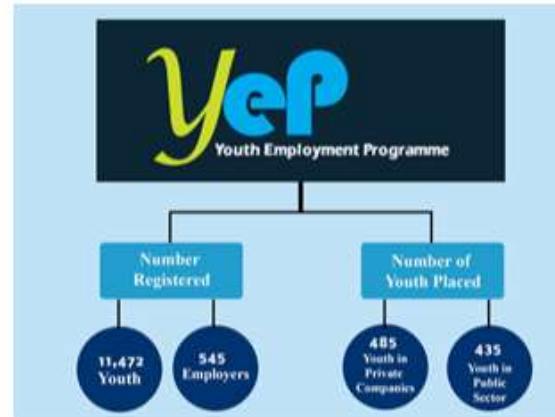 yeP
Youth Employment Programme
Number
Registered
Number of
Youth Placed
11,472
Youth
545
Employers
485
Youth in
Private
Companies
435
Youth in
Public
Sector